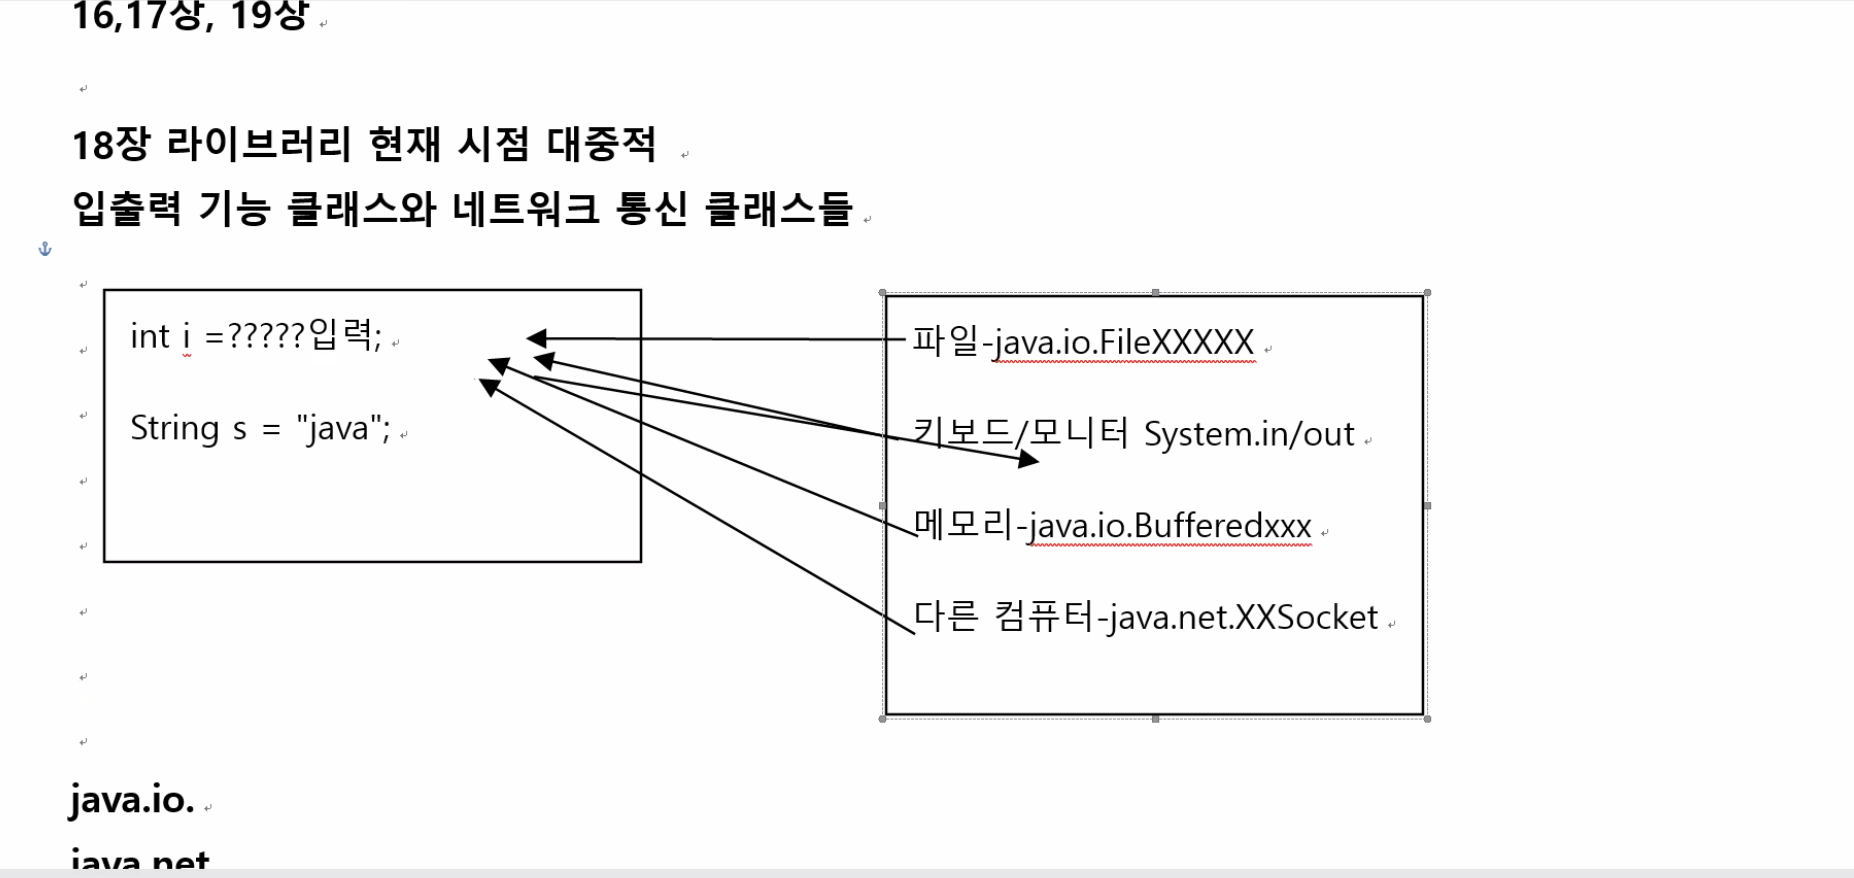 16,17상, 19상
18장 라이브러리 현재 시점 대중적
입출력 기능 클래스와 네트워크 통신 클래스들
int i =?????입력;
String s = "java";
파일-java.io.FileXXXXX
키보드/모니터 System.in/out
메모리-java.io.Bufferedxxx
다른 컴퓨터-java.net.XXSocket
java.io.
java.net